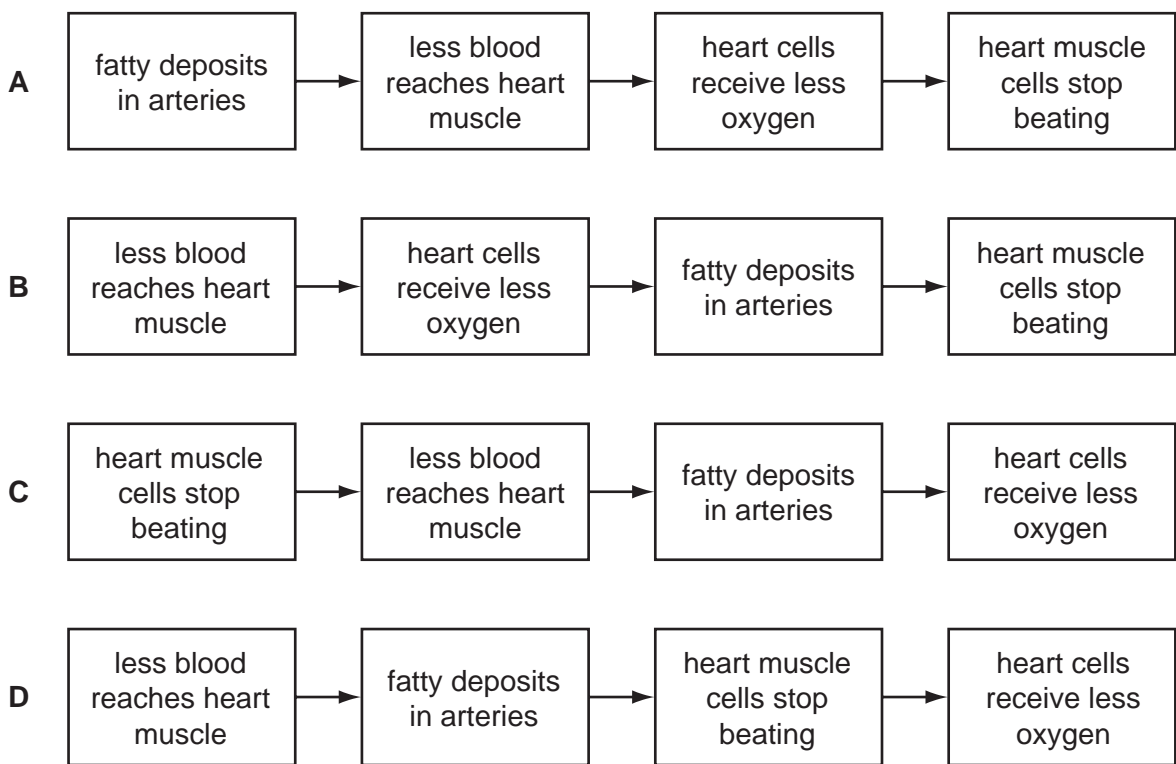 A
fatty deposits
in arteries
less blood
reaches heart
muscle
heart cells
receive less
oxygen
heart muscle
cells stop
beating
B
less blood
reaches heart
muscle
heart cells
receive less
oxygen
fatty deposits
in arteries
heart muscle
cells stop
beating
C
heart muscle
cells stop
beating
less blood
reaches heart
muscle
fatty deposits
in arteries
heart cells
receive less
oxygen
D
less blood
reaches heart
muscle
fatty deposits
in arteries
heart muscle
cells stop
beating
heart cells
receive less
oxygen